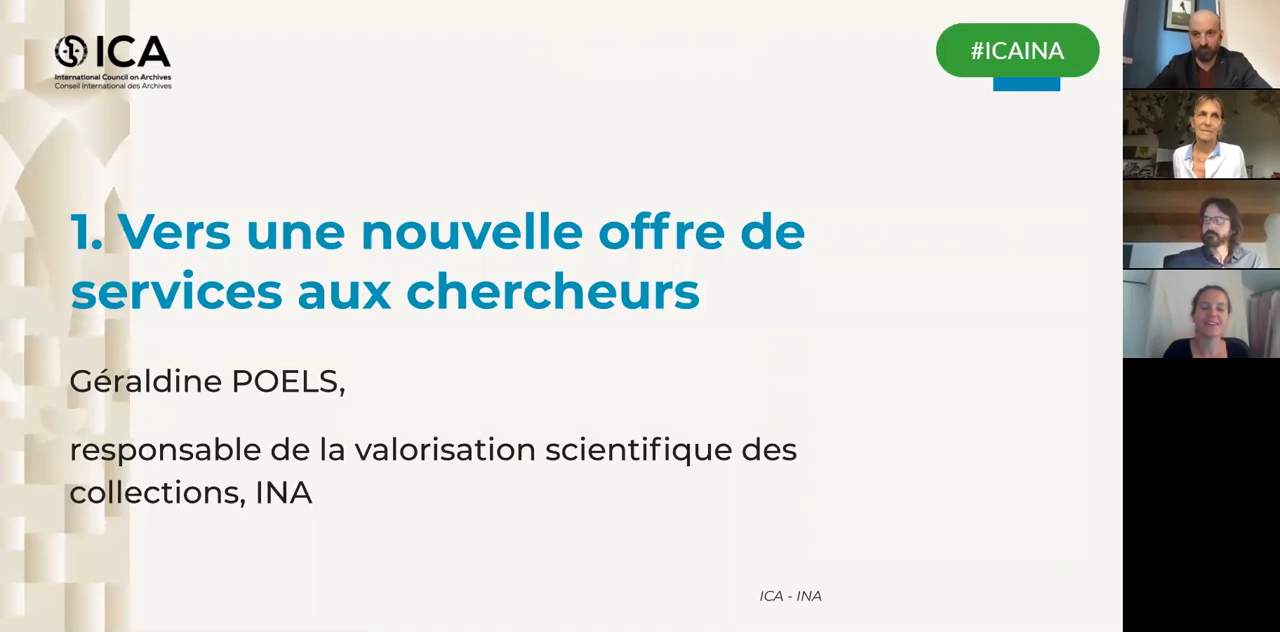 ICA
International Council on Archives
Conseil International des Archives
#ICAINA
1. Vers une nouvelle offre de
services aux chercheurs
Géraldine POELS,
responsable de la valorisation scientifique des
collections, INA
ICA - INA